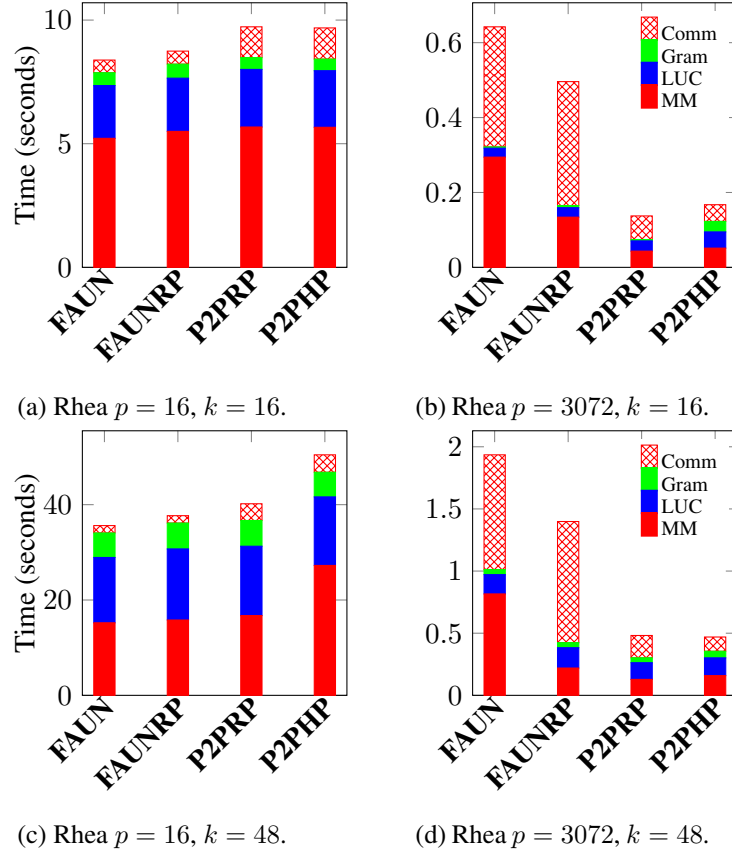 10
5
0
Time (seconds)
FAUN
FAUNRP
P2PRP
P2PHP
(a) Rhea p = 16, k = 16.
0.6
0.4
0.2
0
Comm
Gram
LUC
MM
FAUN
FAUNRP
P2PRP
P2PHP
(b) Rhea p = 3072, k = 16.
40
20
0
Time (seconds)
FAUN
FAUNRP
P2PRP
P2PHP
(c) Rhea p = 16, k = 48.
2
1.5
1
0.5
0
Comm
Gram
LUC
MM
FAUN
FAUNRP
P2PRP
P2PHP
(d) Rhea p = 3072, k = 48.